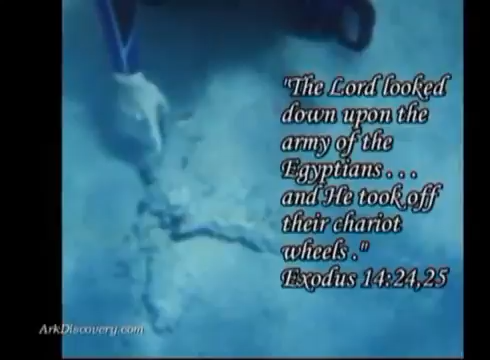 "The Lord looked
down upon the
army of the
Egyptians . . .
and He took off
their chariot
wheels ."
Exodus 14:24,25
ArkDiscovery.com